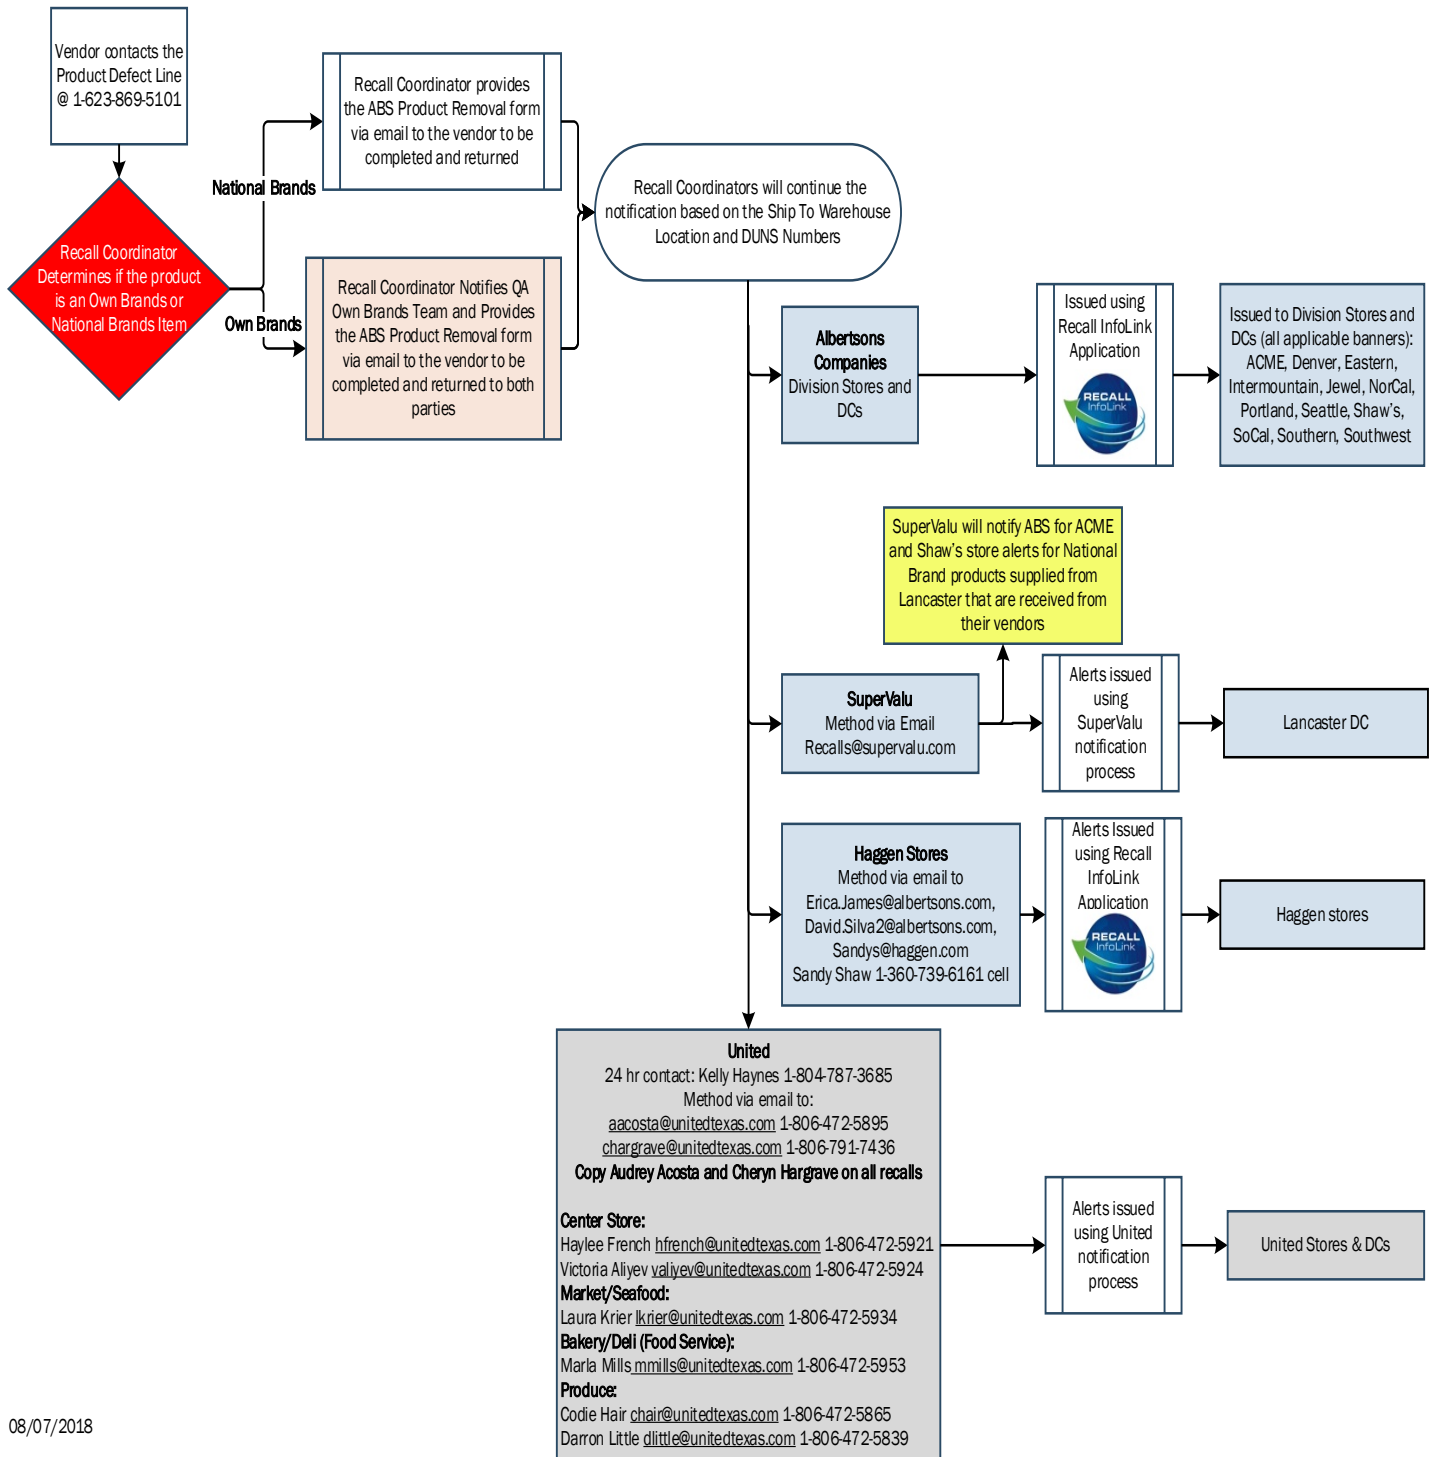 Vendor contacts the
Product Defect Line
@ 1-623-869-5101
Recall Coordinator
Determines if the product
is an Own Brands or
National Brands Item
National Brands
Own Brands
Recall Coordinator provides
the ABS Product Removal form
via email to the vendor to be
completed and returned
Recall Coordinator Notifies QA
Own Brands Team and Provides
the ABS Product Removal form
via email to the vendor to be
completed and returned to both
parties
Recall Coordinators will continue the
notification based on the Ship To Warehouse
Location and DUNS Numbers
Albertsons
Companies
Division Stores and
DCs
Issued using
Recall InfoLink
Application
RECALL
InfoLink
Issued to Division Stores and
DCs (all applicable banners):
ACME, Denver, Eastern,
Intermountain, Jewel, NorCal,
Portland, Seattle, Shaw's,
SoCal, Southern, Southwest
SuperValu will notify ABS for ACME
and Shaw's store alerts for National
Brand products supplied from
Lancaster that are received from
their vendors
SuperValu
Method via Email
Recalls@supervalu.com
Alerts issued
using
SuperValu
notification
process
Lancaster DC
Haggen Stores
Method via email to
Erica.James@albertsons.com,
David.Silva2@albertsons.com,
Sandys@haggen.com
Sandy Shaw 1-360-739-6161 cell
Alerts Issued
using Recall
InfoLink
Application
RECALL
InfoLink
Haggen stores
United
24 hr contact: Kelly Haynes 1-804-787-3685
Method via email to:
aacosta@unitedtexas.com 1-806-472-5895
chargrave@unitedtexas.com 1-806-791-7436
Copy Audrey Acosta and Cheryn Hargrave on all recalls
Center Store:
Haylee French hfrench@unitedtexas.com 1-806-472-5921
Victoria Aliyev valiyev@unitedtexas.com 1-806-472-5924
Market/Seafood:
Laura Krier lkrier@unitedtexas.com 1-806-472-5934
Bakery/Deli (Food Service):
Marla Mills mmills@unitedtexas.com 1-806-472-5953
Produce:
Codie Hair chair@unitedtexas.com 1-806-472-5865
Darron Little dlittle@unitedtexas.com 1-806-472-5839
Alerts issued
using United
notification
process
United Stores & DCs
08/07/2018